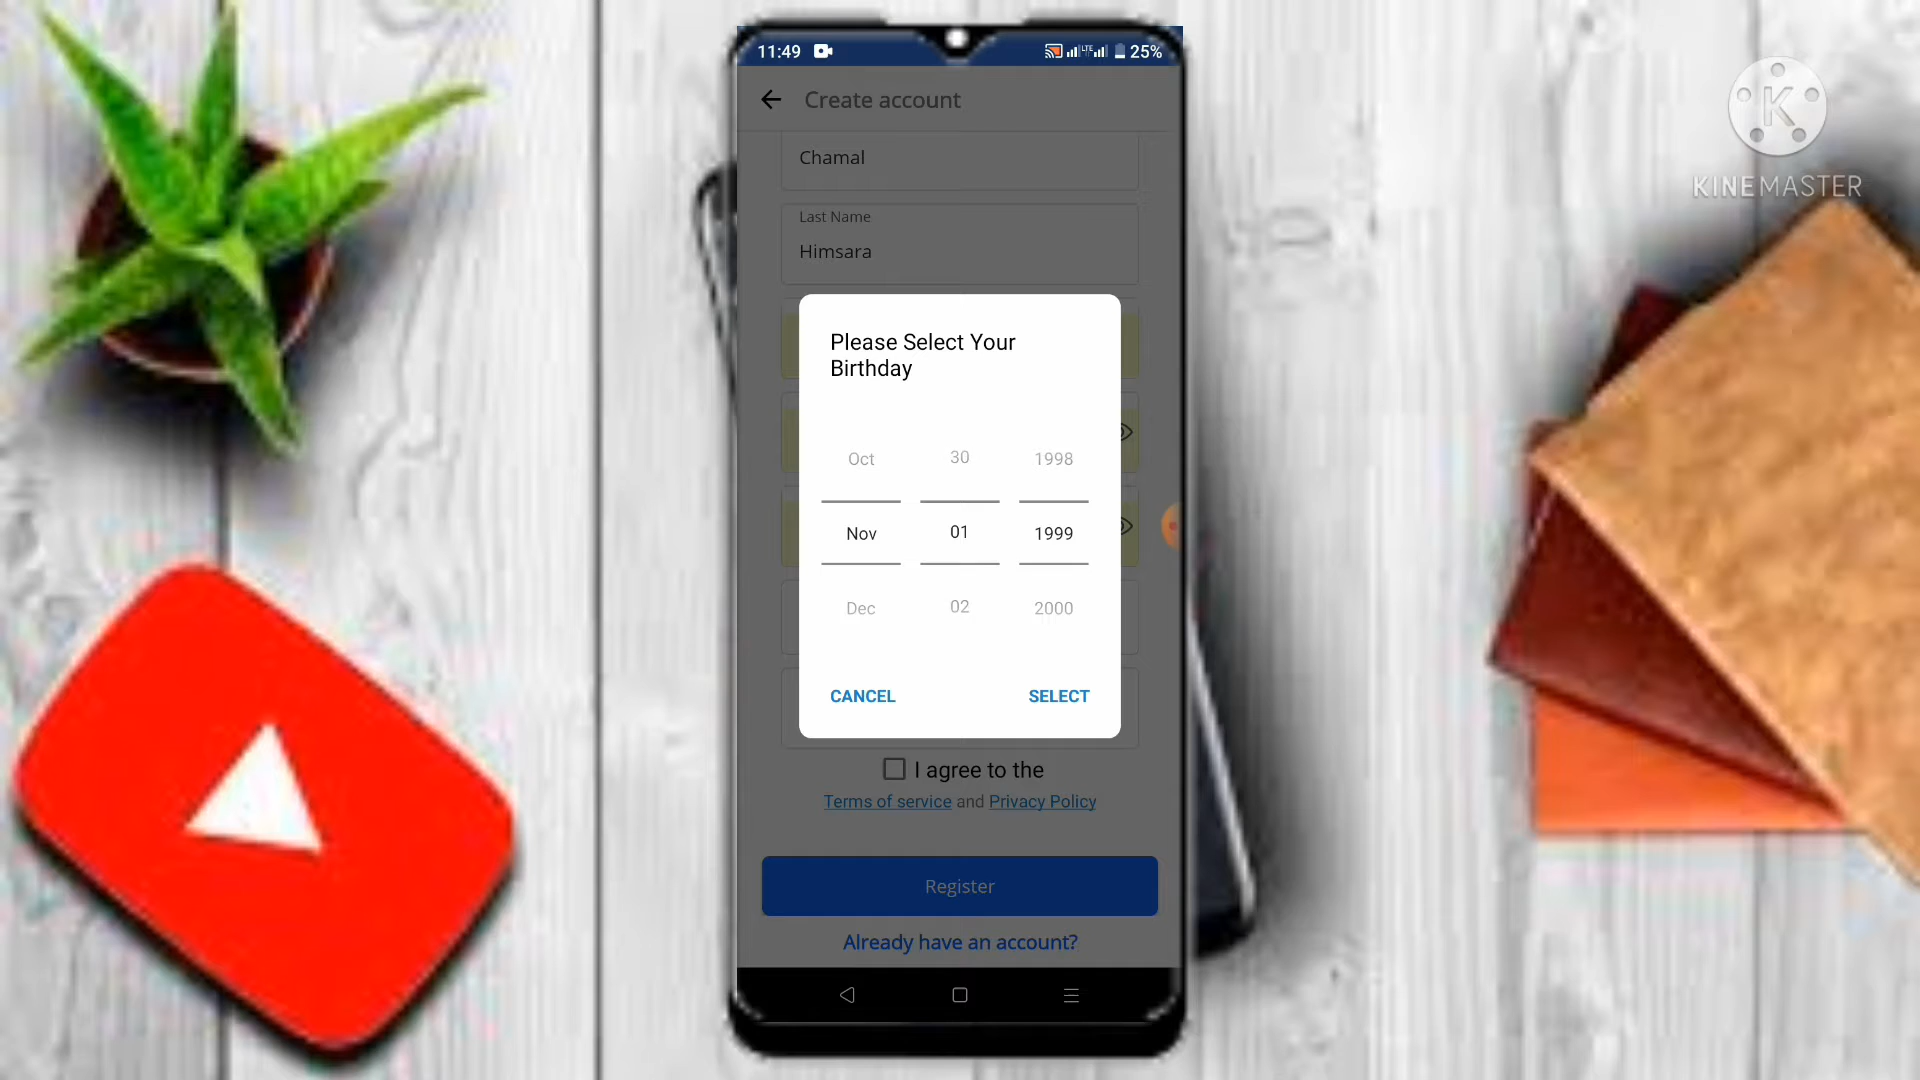 11:49
LTE
25%
Create account
Chamal
Last Name
Himsara
Please Select Your
Birthday
Oct 30 1998
Nov 01 1999
Dec 02 2000
CANCEL SELECT
I agree to the
Terms of service and Privacy Policy
Register
Already have an account?
K
KINEMASTER